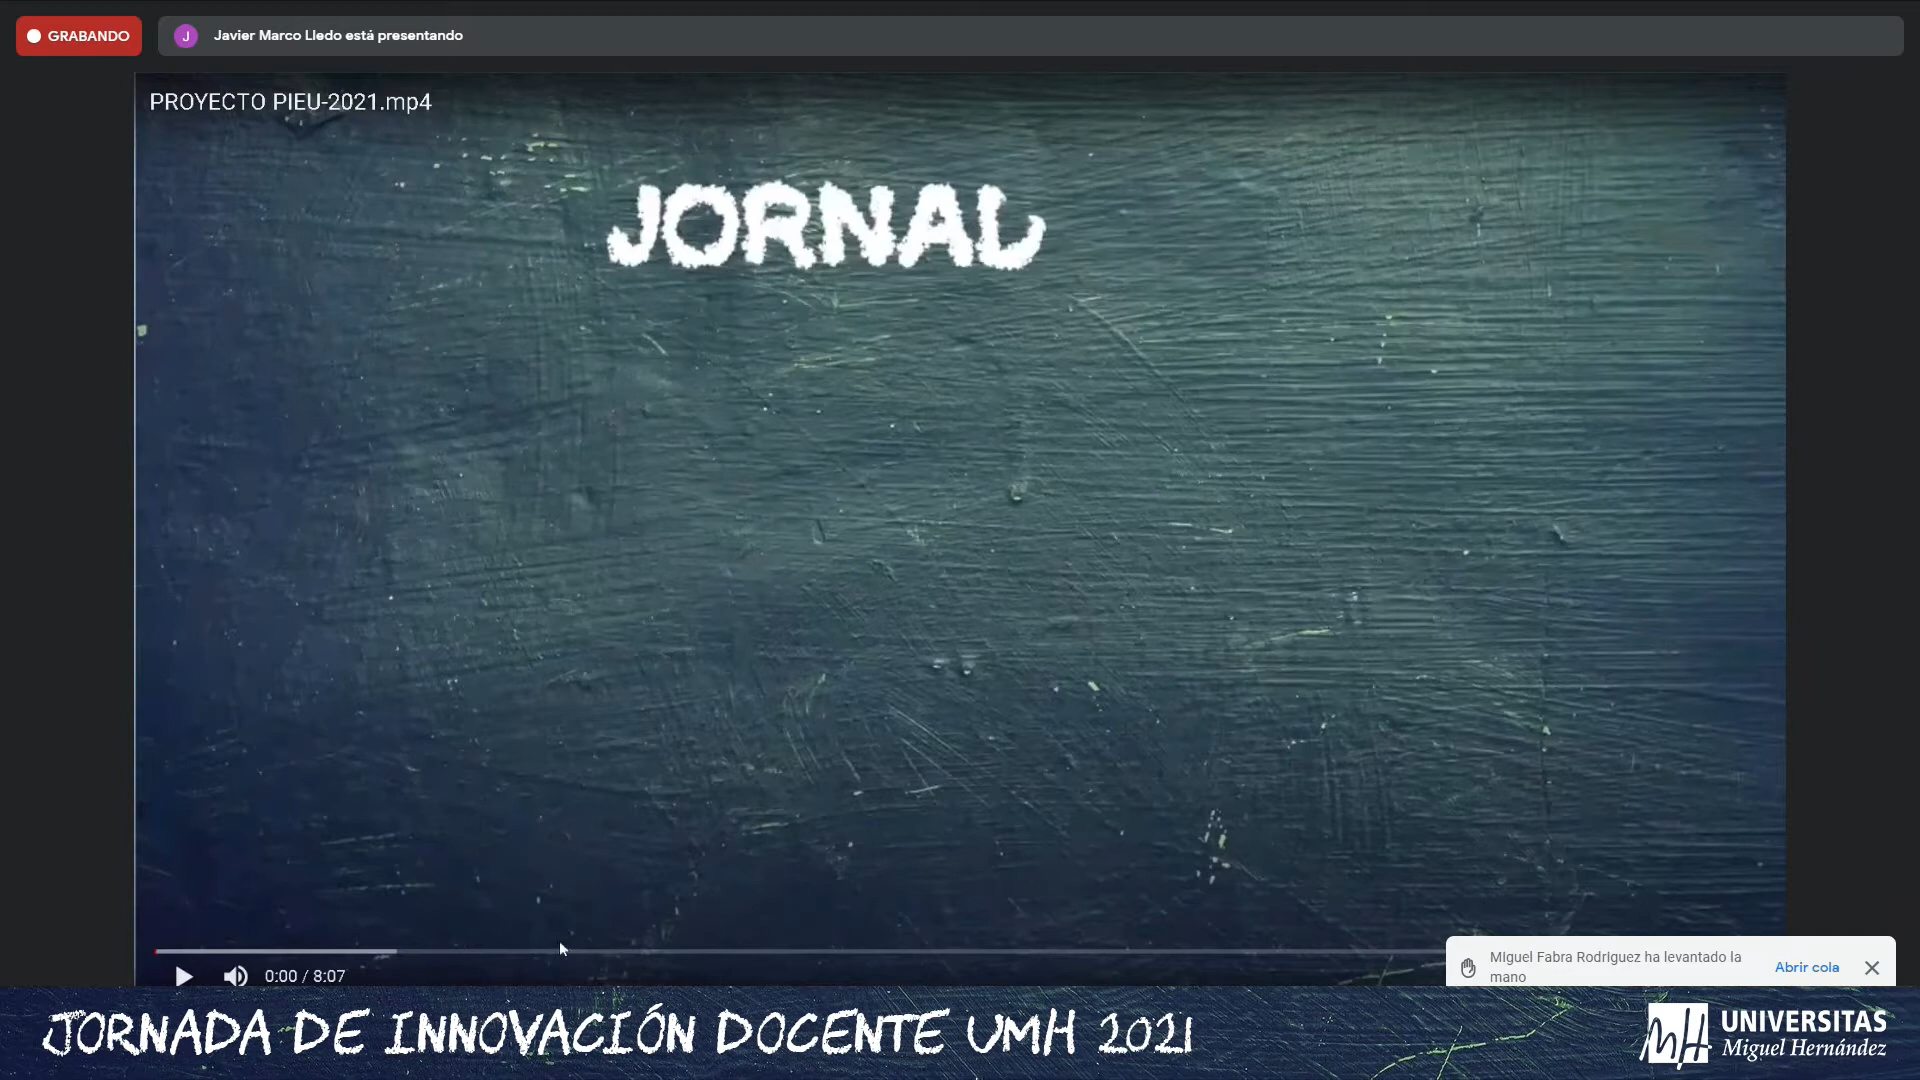 GRABANDO
J
Javier Marco Lledo está presentando
PROYECTO PIEU-2021.mp4
JORNAL
0:00 / 8:07
Miguel Fabra Rodriguez ha levantado la
mano
Abrir cola
JORNADA DE INNOVACIÓN DOCENTE UMH 2021
UNIVERSITAS
Miguel Hernández